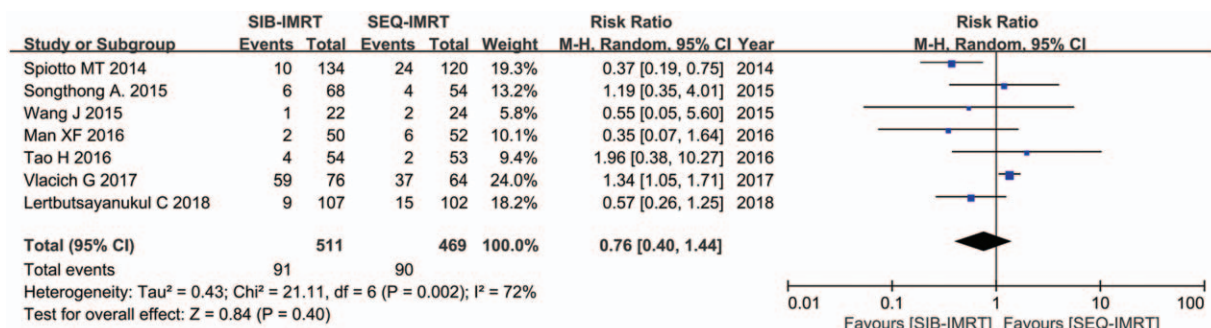 SIB-IMRT SEQ-IMRT Risk Ratio Risk Ratio
Study or Subgroup Events Total Events Total Weight M-H, Random, 95% CI Year M-H, Random, 95% CI
Spiotto MT 2014 10 134 24 120 19.3% 0.37 [0.19, 0.75] 2014
Songthong A. 2015 6 68 4 54 13.2% 1.19 [0.35, 4.01] 2015
Wang J 2015 1 22 2 24 5.8% 0.55 [0.05, 5.60] 2015
Man XF 2016 2 50 6 52 10.1% 0.35 [0.07, 1.64] 2016
Tao H 2016 4 54 2 53 9.4% 1.96 [0.38, 10.27] 2016
Vlacich G 2017 59 76 37 64 24.0% 1.34 [1.05, 1.71] 2017
Lertbutsayanukul C 2018 9 107 15 102 18.2% 0.57 [0.26, 1.25] 2018
Total (95% CI) 511 469 100.0% 0.76 [0.40, 1.44]
Total events 91 90
Heterogeneity: Tau² = 0.43; Chi² = 21.11, df = 6 (P = 0.002); I² = 72%
Test for overall effect: Z = 0.84 (P = 0.40)
0.01 0.1 1 10 100
Favours [SIB-IMRT] Favours [SEQ-IMRT]